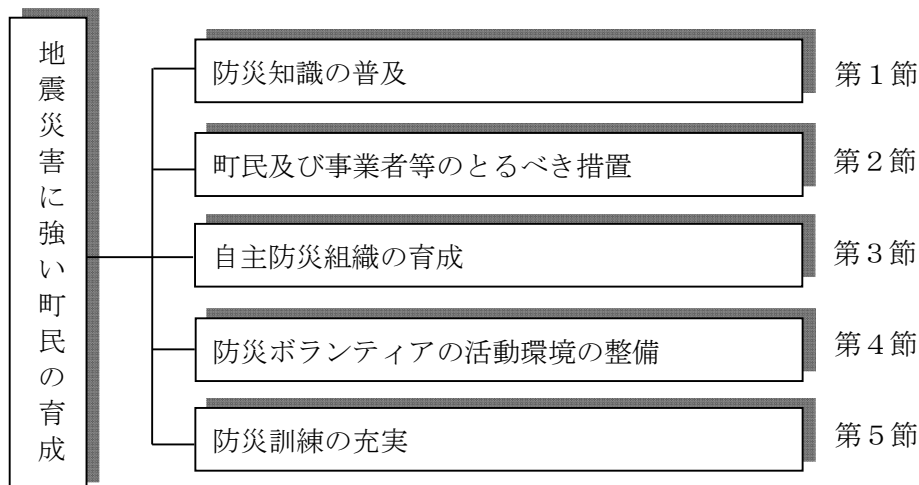 地震災害に強い町民の育成
防災知識の普及 第１節
町民及び事業者等のとるべき措置 第２節
自主防災組織の育成 第３節
防災ボランティアの活動環境の整備 第４節
防災訓練の充実 第５節